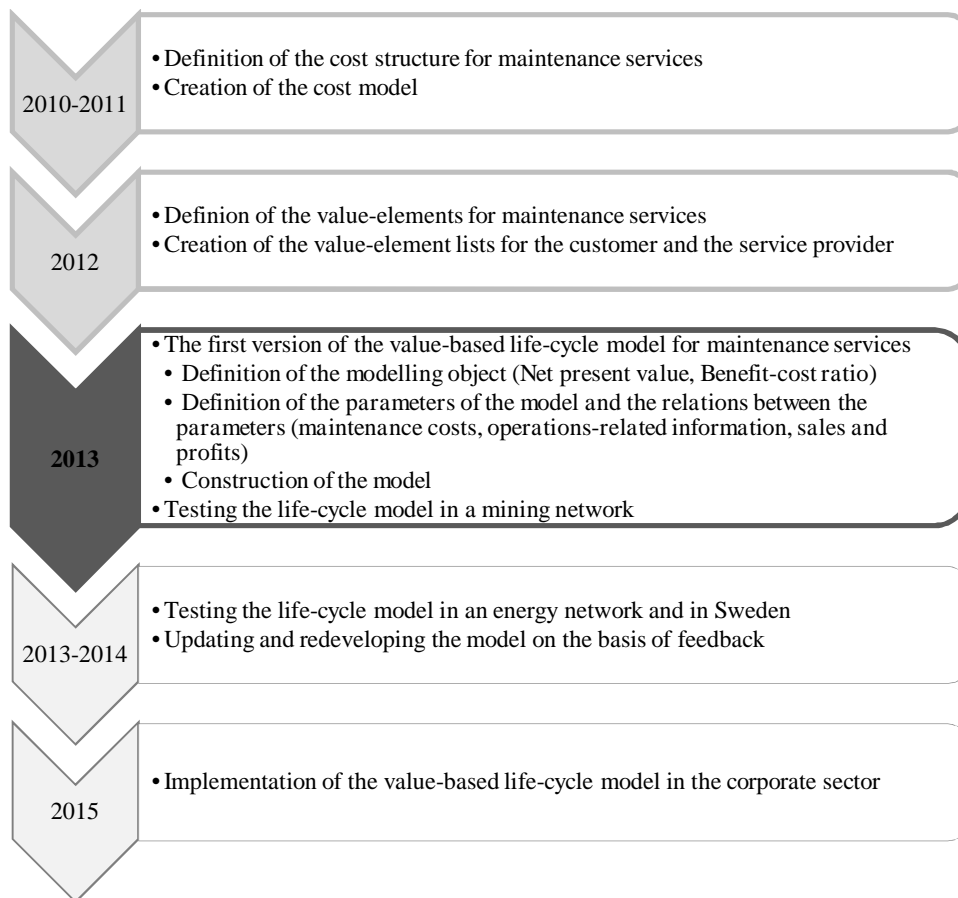 2010-2011
• Definition of the cost structure for maintenance services
• Creation of the cost model
2012
• Definion of the value-elements for maintenance services
• Creation of the value-element lists for the customer and the service provider
2013
• The first version of the value-based life-cycle model for maintenance services
• Definition of the modelling object (Net present value, Benefit-cost ratio)
• Definition of the parameters of the model and the relations between the
parameters (maintenance costs, operations-related information, sales and
profits)
• Construction of the model
• Testing the life-cycle model in a mining network
2013-2014
• Testing the life-cycle model in an energy network and in Sweden
• Updating and redeveloping the model on the basis of feedback
2015
• Implementation of the value-based life-cycle model in the corporate sector